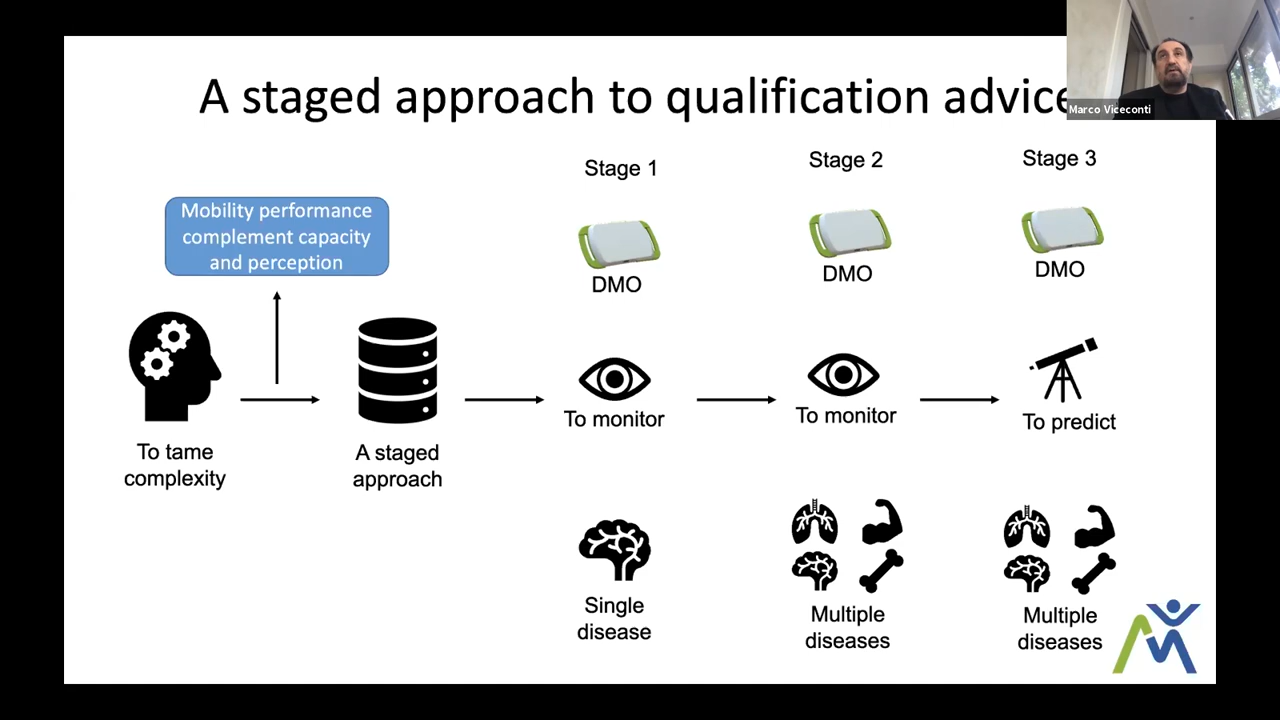 A staged approach to qualification advice
Marco Viceconti
Stage 1
Stage 2
Stage 3
Mobility performance
complement capacity
and perception
DMO
DMO
DMO
To monitor
To monitor
To predict
To tame
complexity
A staged
approach
Single
disease
Multiple
diseases
Multiple
diseases